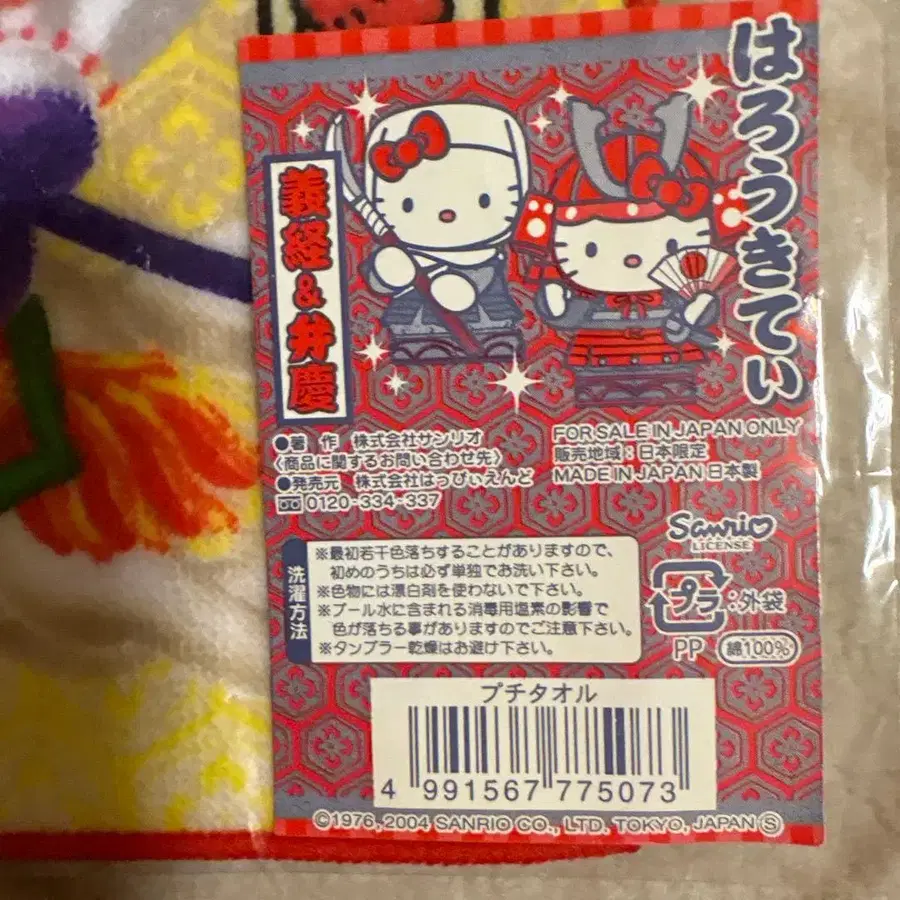 はろうきてぃ
義経&弁慶
●著 作 株式会社サンリオ
〈商品に関するお問い合わせ先〉
●発売元 株式会社はっぴぃえんど
0120-334-337
FOR SALE IN JAPAN ONLY
販売地域：日本限定
MADE IN JAPAN 日本製
Sanrio
LICENSE
洗濯方法
※最初若干色落ちすることがありますので、
初めのうちは必ず単独でお洗い下さい。
※色物には漂白剤を使わないで下さい。
※プール水に含まれる消毒用塩素の影響で
色が落ちる事がありますのでご注意下さい。
※タンブラー乾燥はお避け下さい。
プラ：外袋
PP 綿100%
プチタオル
4 991567 775073
©1976, 2004 SANRIO CO., LTD. TOKYO, JAPAN Ⓢ